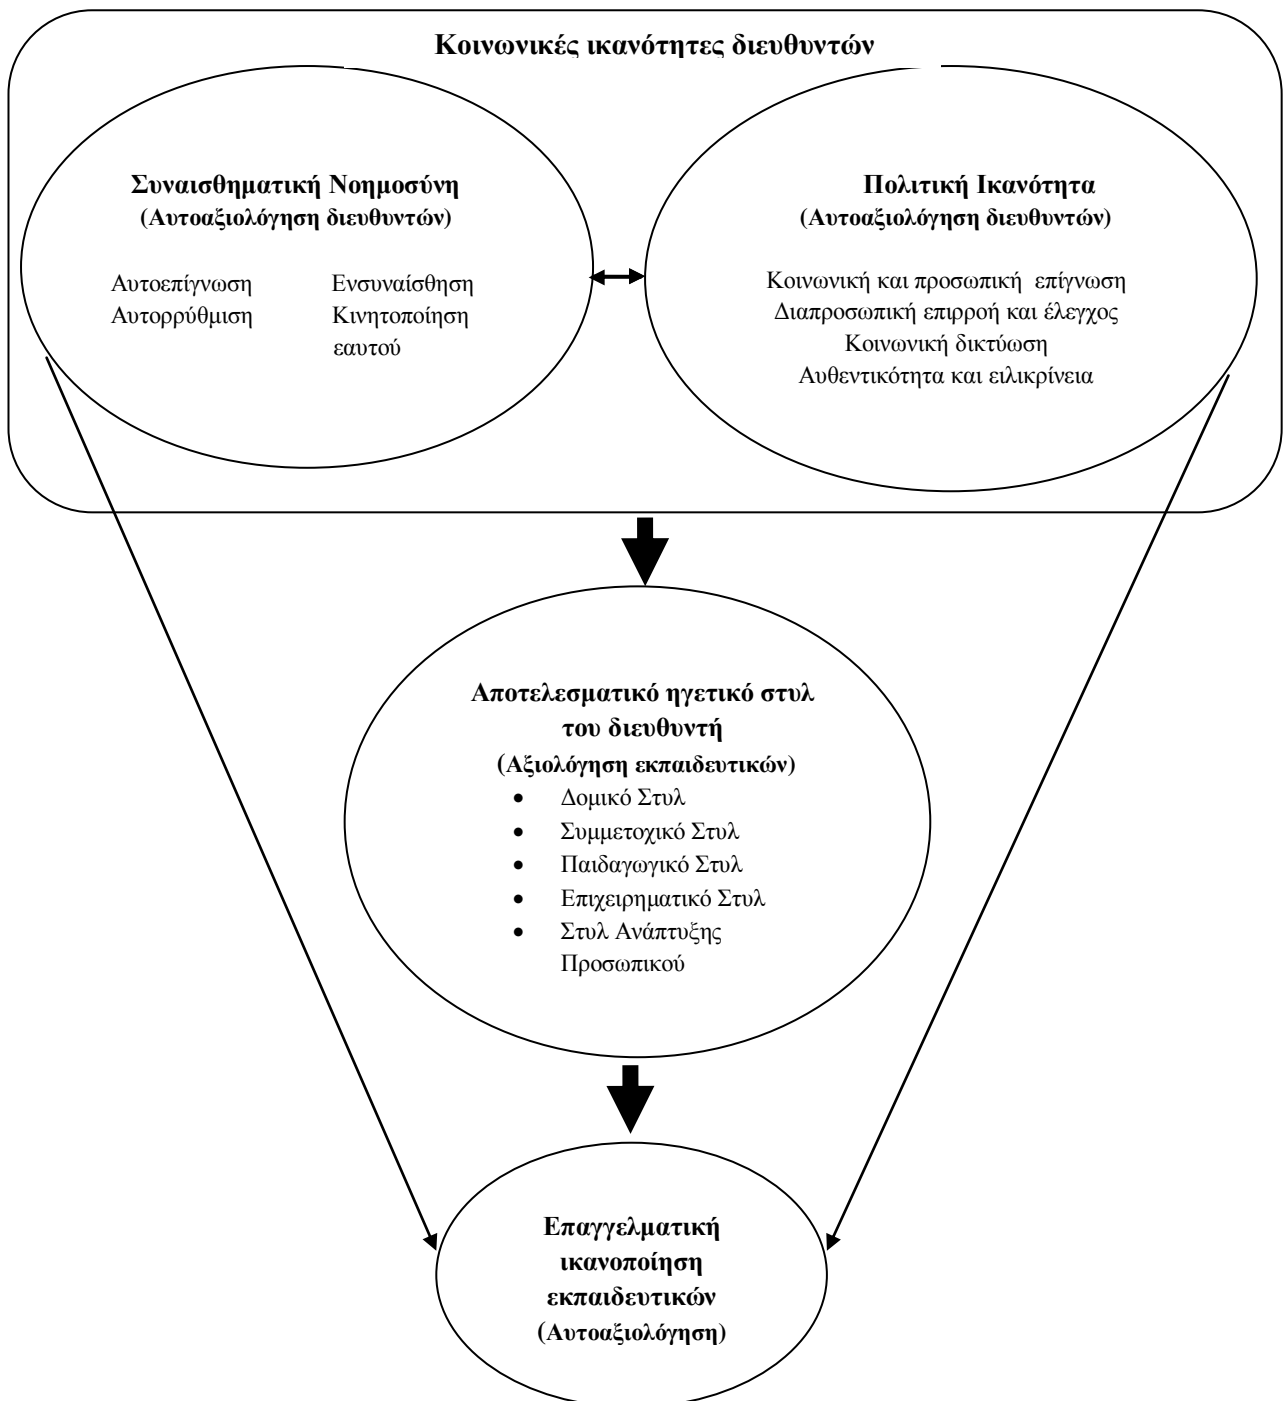 Κοινωνικές ικανότητες διευθυντών
Συναισθηματική Νοημοσύνη
(Αυτοαξιολόγηση διευθυντών)
Αυτοεπίγνωση
Αυτορρύθμιση
Ενσυναίσθηση
Κινητοποίηση
εαυτού
Πολιτική Ικανότητα
(Αυτοαξιολόγηση διευθυντών)
Κοινωνική και προσωπική επίγνωση
Διαπροσωπική επιρροή και έλεγχος
Κοινωνική δικτύωση
Αυθεντικότητα και ειλικρίνεια
Αποτελεσματικό ηγετικό στυλ
του διευθυντή
(Αξιολόγηση εκπαιδευτικών)
• Δομικό Στυλ
• Συμμετοχικό Στυλ
• Παιδαγωγικό Στυλ
• Επιχειρηματικό Στυλ
• Στυλ Ανάπτυξης
Προσωπικού
Επαγγελματική
ικανοποίηση
εκπαιδευτικών
(Αυτοαξιολόγηση)